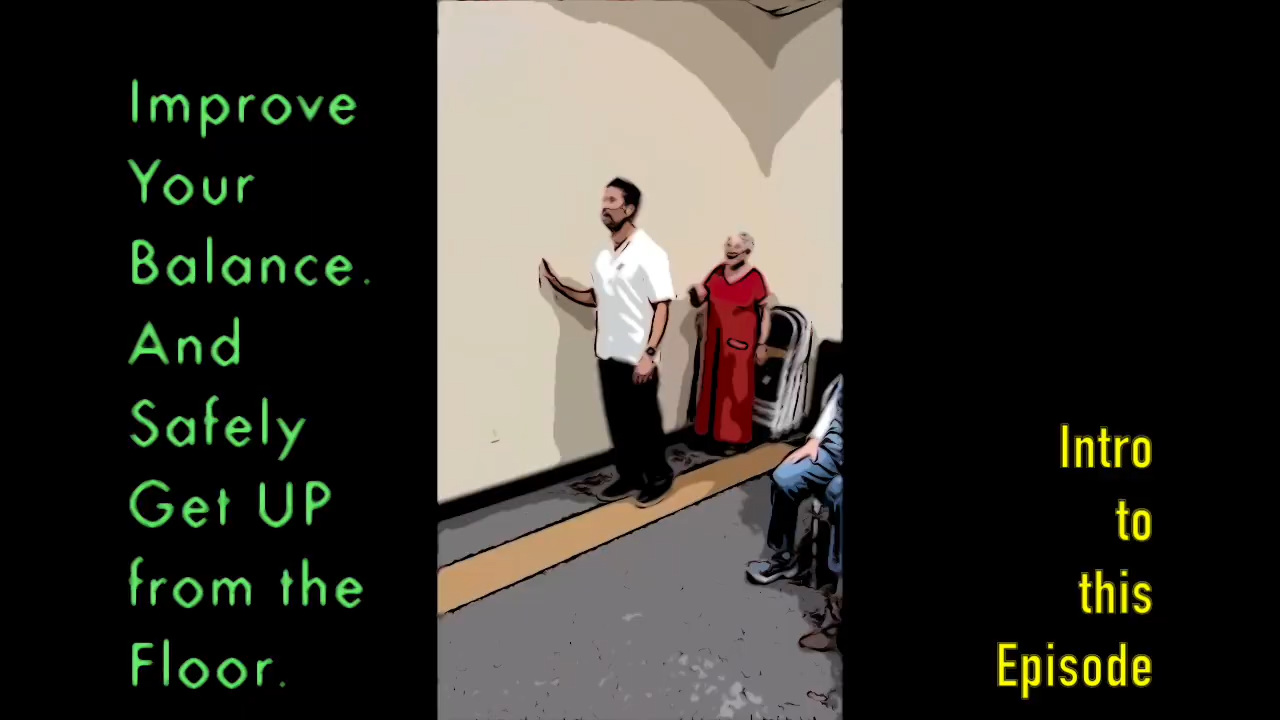 Improve
Your
Balance.
And
Safely
Get UP
from the
Floor.
Intro
to
this
Episode